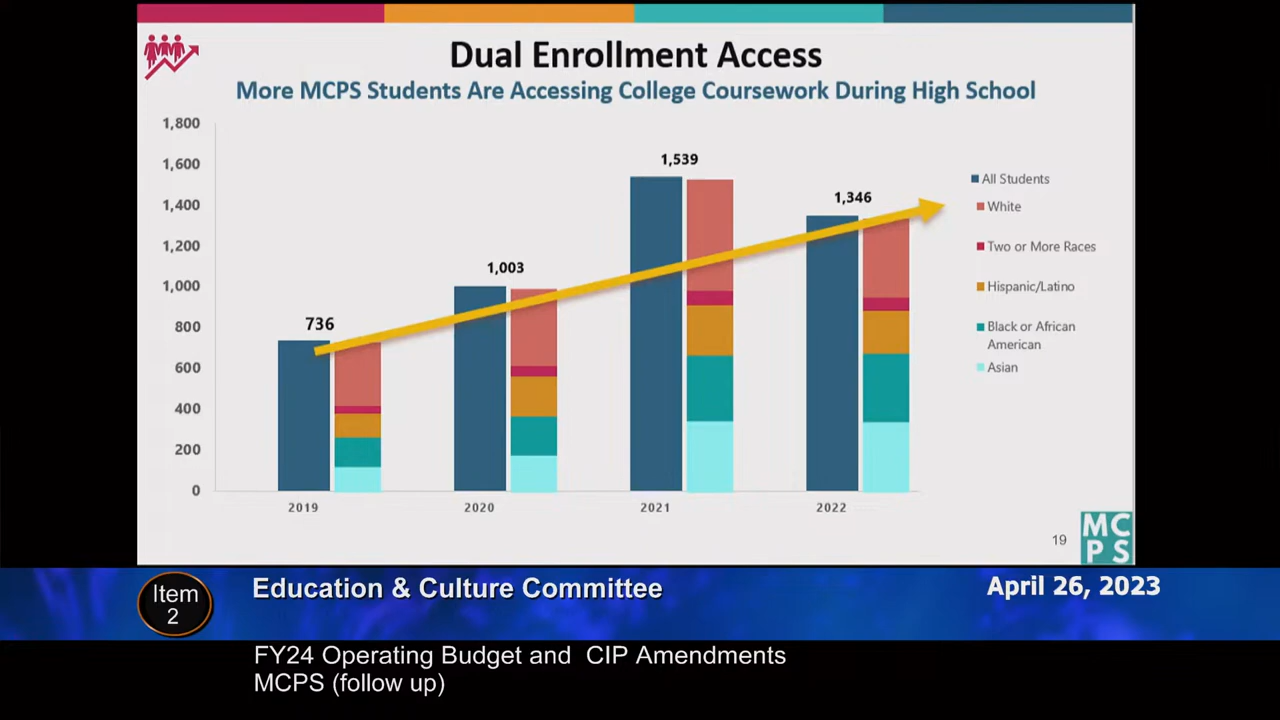 Dual Enrollment Access
More MCPS Students Are Accessing College Coursework During High School
1,800
1,600
1,400
1,200
1,000
800
600
400
200
0
736
1,003
1,539
1,346
2019
2020
2021
2022
All Students
White
Two or More Races
Hispanic/Latino
Black or African
American
Asian
19
MC
PS
Item
2
Education & Culture Committee
April 26, 2023
FY24 Operating Budget and CIP Amendments
MCPS (follow up)